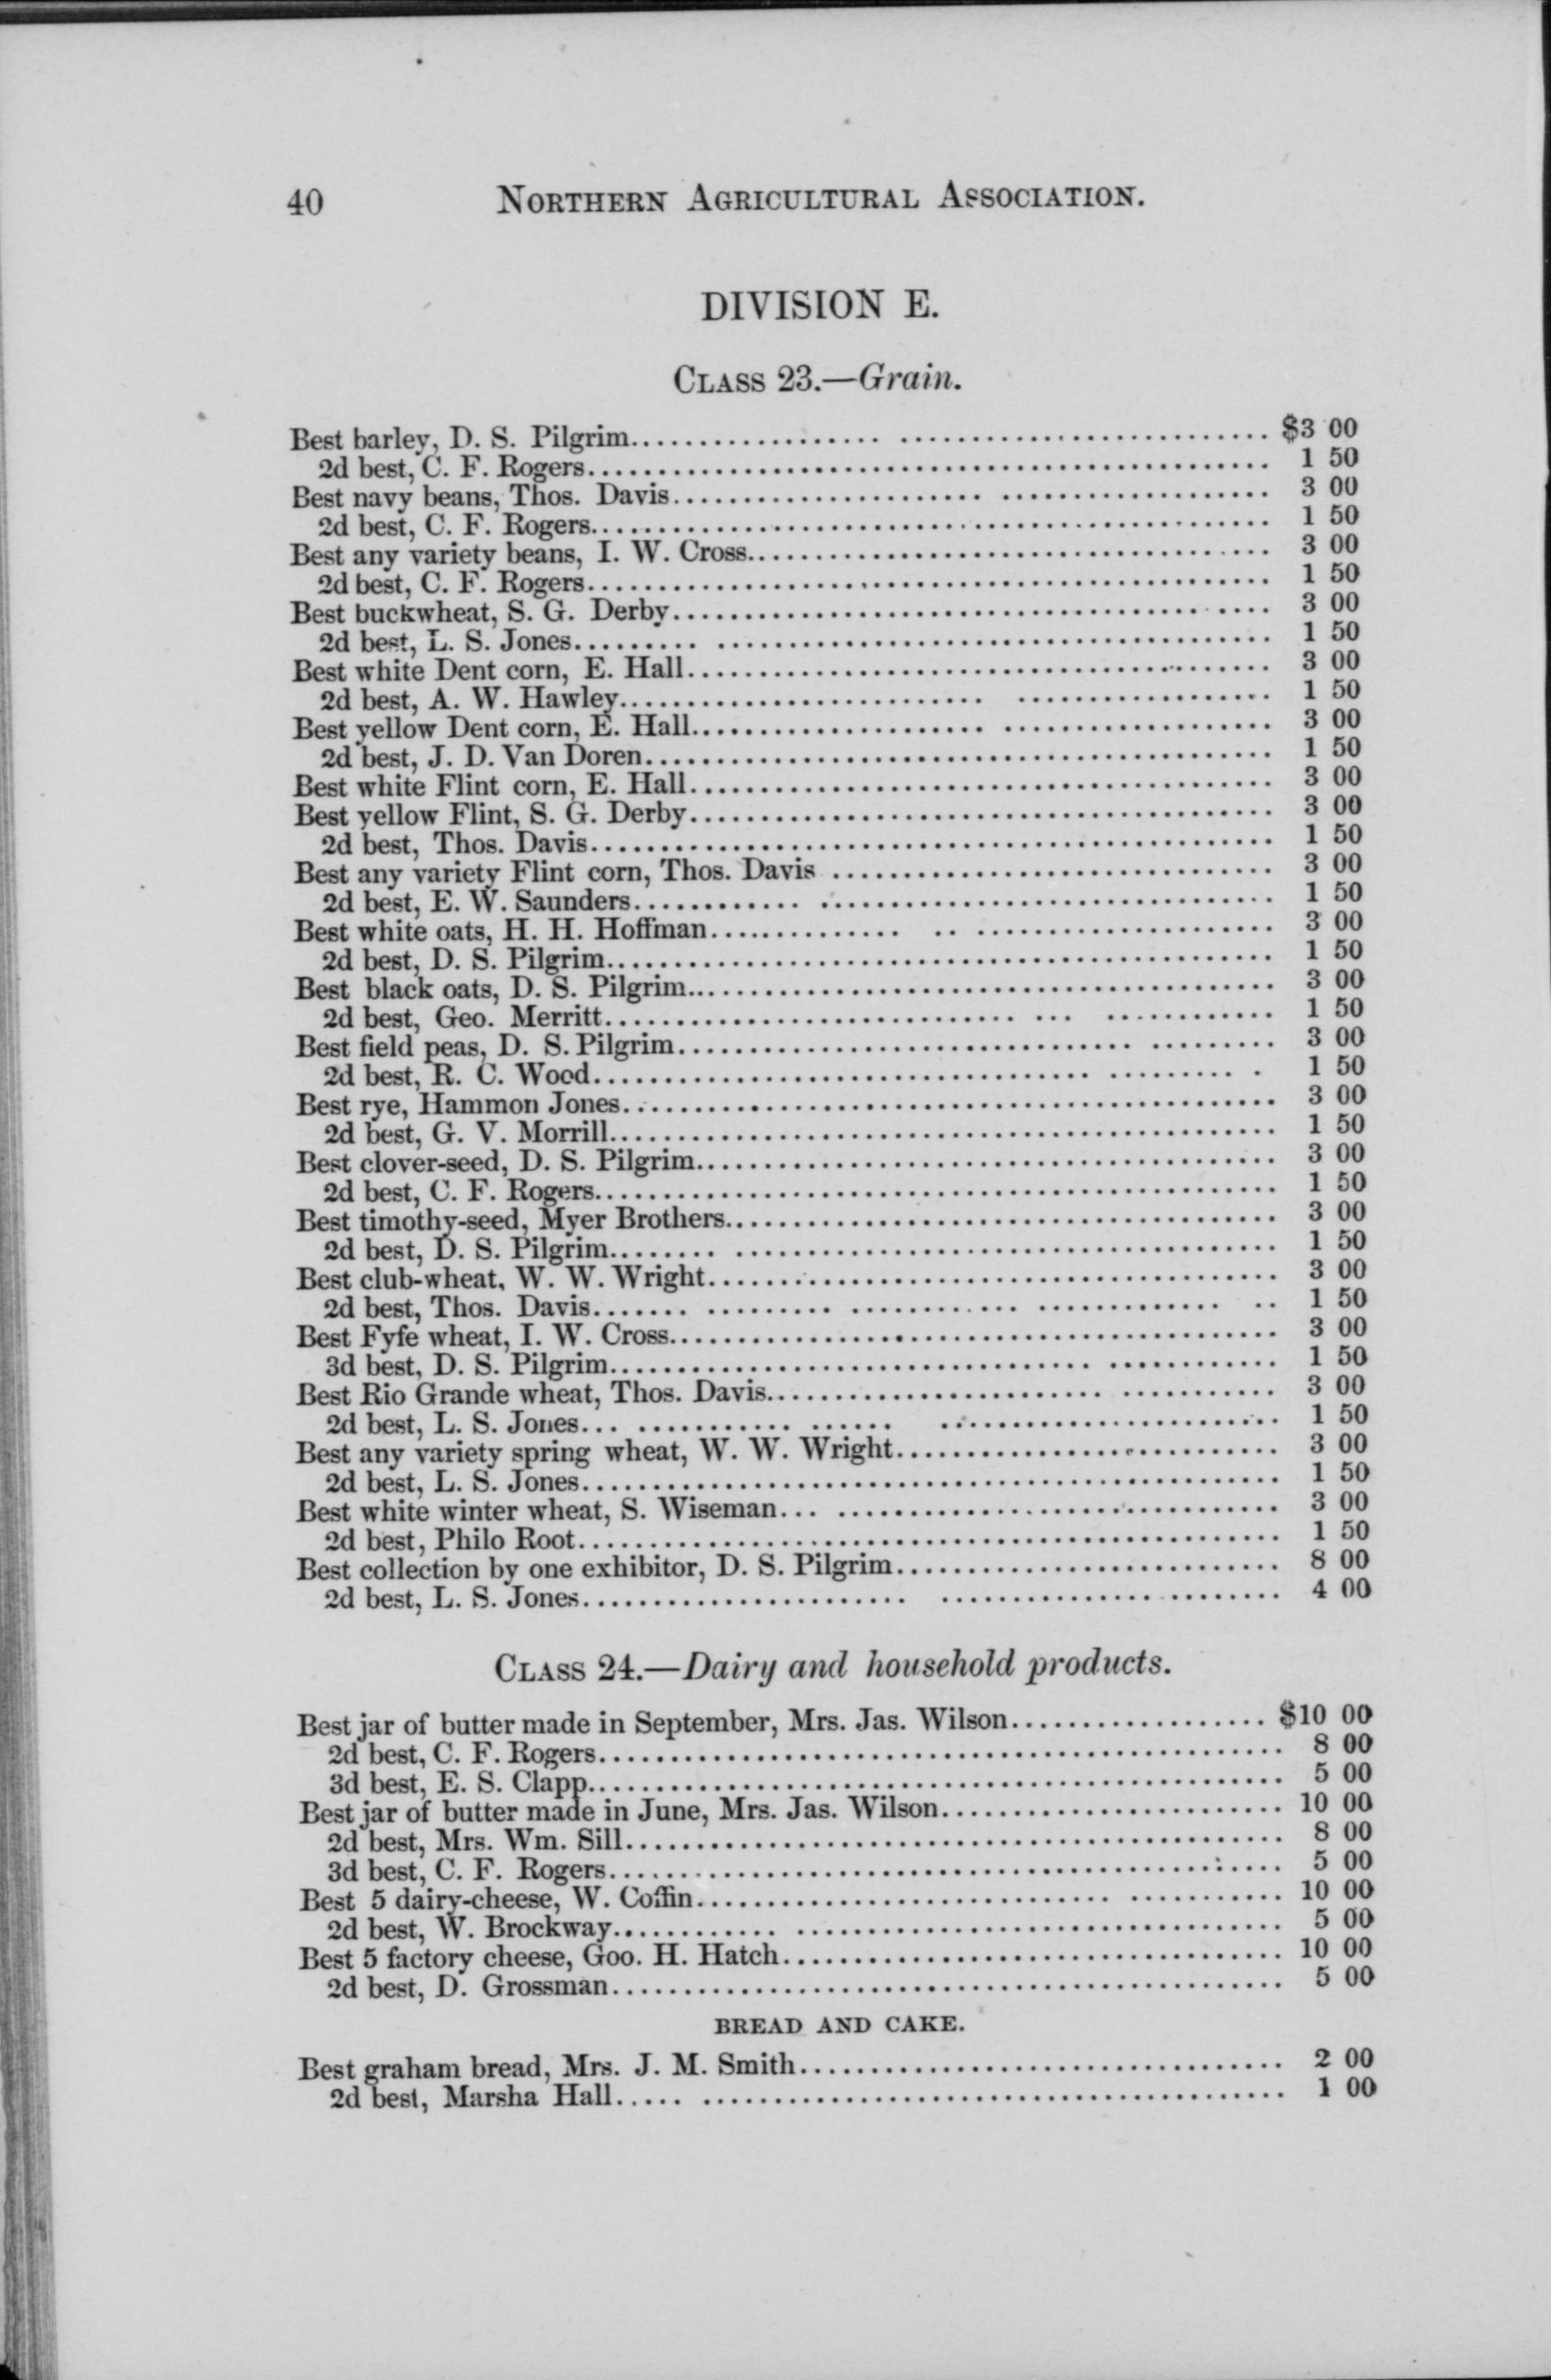 40 NORTHERN AGRICULTURAL ASSOCIATION.
DIVISION E.
CLASS 23.—Grain.
Best barley, D. S. Pilgrim........ $3 00
2d best, C. F. Rogers........ 1 50
Best navy beans, Thos. Davis........ 3 00
2d best, C. F. Rogers........ 1 50
Best any variety beans, I. W. Cross........ 3 00
2d best, C. F. Rogers........ 1 50
Best buckwheat, S. G. Derby........ 3 00
2d best, L. S. Jones........ 1 50
Best white Dent corn, E. Hall........ 3 00
2d best, A. W. Hawley........ 1 50
Best yellow Dent corn, E. Hall........ 3 00
2d best, J. D. Van Doren........ 1 50
Best white Flint corn, E. Hall........ 3 00
Best yellow Flint, S. G. Derby........ 3 00
2d best, Thos. Davis........ 1 50
Best any variety Flint corn, Thos. Davis ........ 3 00
2d best, E. W. Saunders........ 1 50
Best white oats, H. H. Hoffman........ 3 00
2d best, D. S. Pilgrim........ 1 50
Best black oats, D. S. Pilgrim........ 3 00
2d best, Geo. Merritt........ 1 50
Best field peas, D. S. Pilgrim........ 3 00
2d best, R. C. Wood........ 1 50
Best rye, Hammon Jones........ 3 00
2d best, G. V. Morrill........ 1 50
Best clover-seed, D. S. Pilgrim........ 3 00
2d best, C. F. Rogers........ 1 50
Best timothy-seed, Myer Brothers........ 3 00
2d best, D. S. Pilgrim........ 1 50
Best club-wheat, W. W. Wright........ 3 00
2d best, Thos. Davis........ 1 50
Best Fyfe wheat, I. W. Cross........ 3 00
3d best, D. S. Pilgrim........ 1 50
Best Rio Grande wheat, Thos. Davis........ 3 00
2d best, L. S. Jones........ 1 50
Best any variety spring wheat, W. W. Wright........ 3 00
2d best, L. S. Jones........ 1 50
Best white winter wheat, S. Wiseman........ 3 00
2d best, Philo Root........ 1 50
Best collection by one exhibitor, D. S. Pilgrim........ 8 00
2d best, L. S. Jones........ 4 00
CLASS 24.—Dairy and household products.
Best jar of butter made in September, Mrs. Jas. Wilson........ $10 00
2d best, C. F. Rogers........ 8 00
3d best, E. S. Clapp........ 5 00
Best jar of butter made in June, Mrs. Jas. Wilson........ 10 00
2d best, Mrs. Wm. Sill........ 8 00
3d best, C. F. Rogers........ 5 00
Best 5 dairy-cheese, W. Coffin........ 10 00
2d best, W. Brockway........ 5 00
Best 5 factory cheese, Goo. H. Hatch........ 10 00
2d best, D. Grossman........ 5 00
BREAD AND CAKE.
Best graham bread, Mrs. J. M. Smith........ 2 00
2d best, Marsha Hall........ 1 00